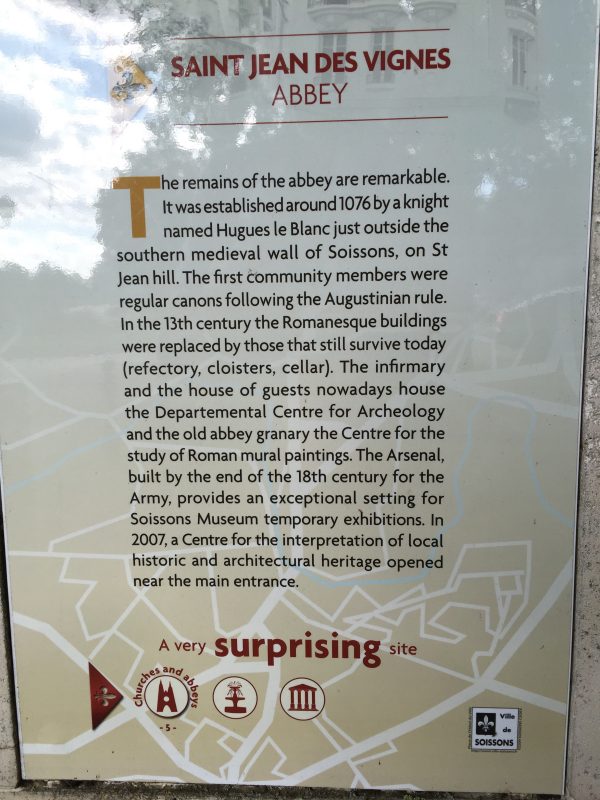 SAINT JEAN DES VIGNES
ABBEY
The remains of the abbey are remarkable.
It was established around 1076 by a knight
named Hugues le Blanc just outside the
southern medieval wall of Soissons, on St
Jean hill. The first community members were
regular canons following the Augustinian rule.
In the 13th century the Romanesque buildings
were replaced by those that still survive today
(refectory, cloisters, cellar). The infirmary
and the house of guests nowadays house
the Departemental Centre for Archeology
and the old abbey granary the Centre for the
study of Roman mural paintings. The Arsenal,
built by the end of the 18th century for the
Army, provides an exceptional setting for
Soissons Museum temporary exhibitions. In
2007, a Centre for the interpretation of local
historic and architectural heritage opened
near the main entrance.
A very surprising site
churches and abbeys
- 5 -
Ville
de
SOISSONS